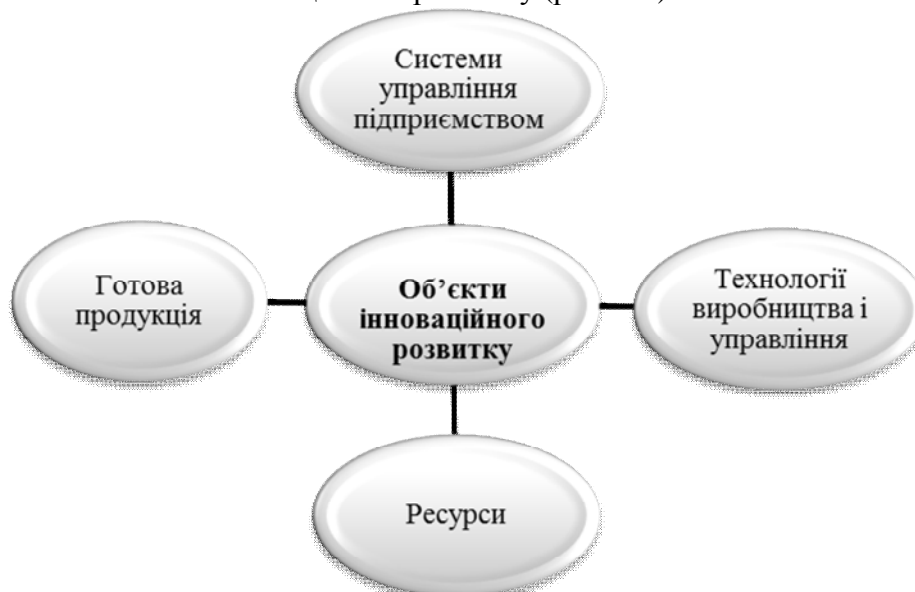 Системи
управління
підприємством
Готова
продукція
Об’єкти
інноваційного
розвитку
Технології
виробництва і
управління
Ресурси